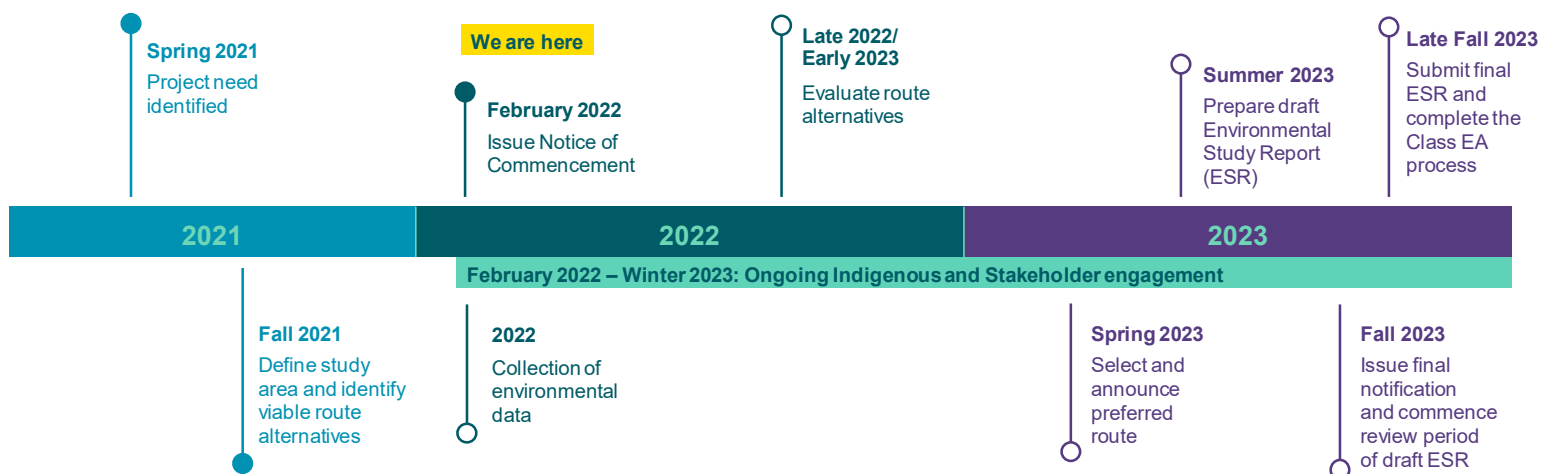 Spring 2021
Project need
identified
We are here
February 2022
Issue Notice of
Commencement
Late 2022/
Early 2023
Evaluate route
alternatives
Summer 2023
Prepare draft
Environmental
Study Report
(ESR)
Late Fall 2023
Submit final
ESR and
complete the
Class EA
process
2021
2022
2023
February 2022 – Winter 2023: Ongoing Indigenous and Stakeholder engagement
Fall 2021
Define study
area and identify
viable route
alternatives
2022
Collection of
environmental
data
Spring 2023
Select and
announce
preferred
route
Fall 2023
Issue final
notification
and commence
review period
of draft ESR